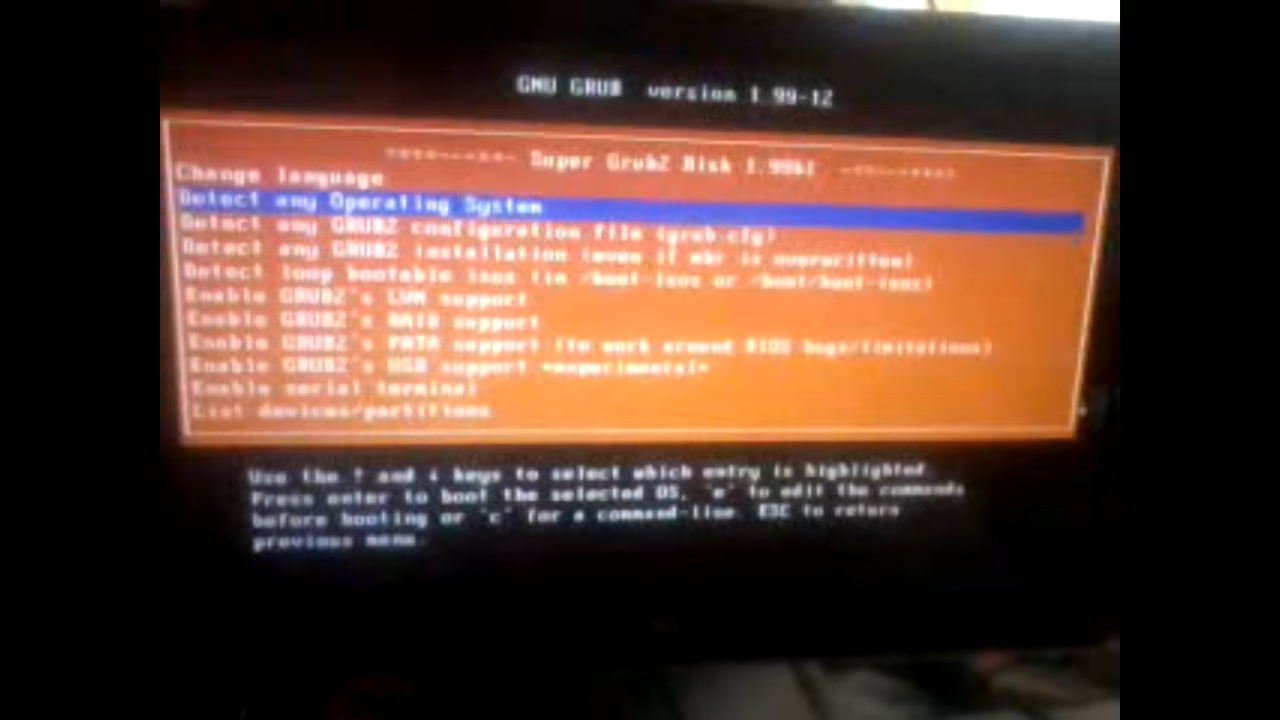 GNU GRUB version 1.99-12
Super Grub2 Disk
Change language
Detect any Operating System
Detect any GRUB2 configuration file (grub.cfg)
Detect any GRUB2 installation (even if mbr is overwritten)
Detect loop bootable isos (in /boot-isos or /boot/boot-isos)
Enable GRUB2's LVM support
Enable GRUB2's RAID support
Enable GRUB2's PATA support (to work around BIOS bugs/limitations)
Enable GRUB2's USB support *experimental*
Enable serial terminal
List devices/partitions
Use the ↑ and ↓ keys to select which entry is highlighted.
Press enter to boot the selected OS, 'e' to edit the commands
before booting or 'c' for a command-line. ESC to return
previous menu.